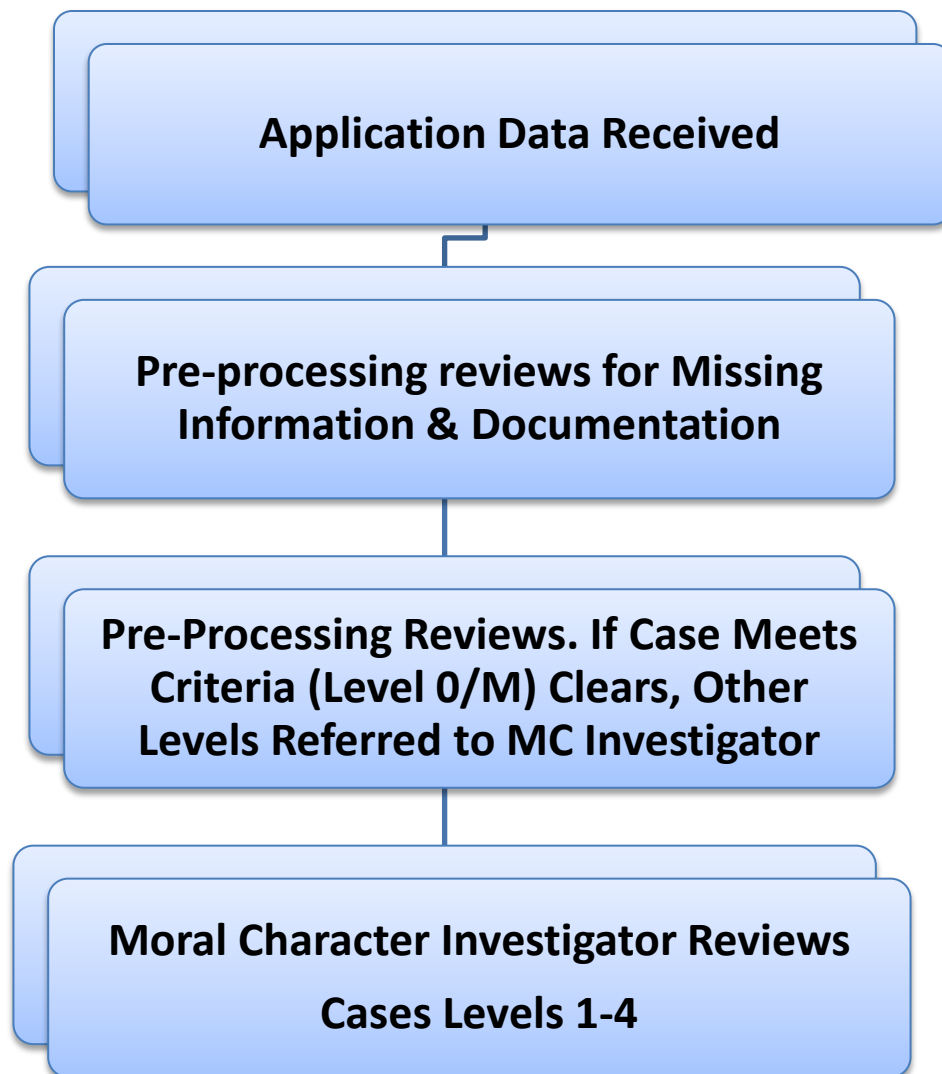 Application Data Received
Pre-processing reviews for Missing
Information & Documentation
Pre-Processing Reviews. If Case Meets
Criteria (Level 0/M) Clears, Other
Levels Referred to MC Investigator
Moral Character Investigator Reviews
Cases Levels 1-4